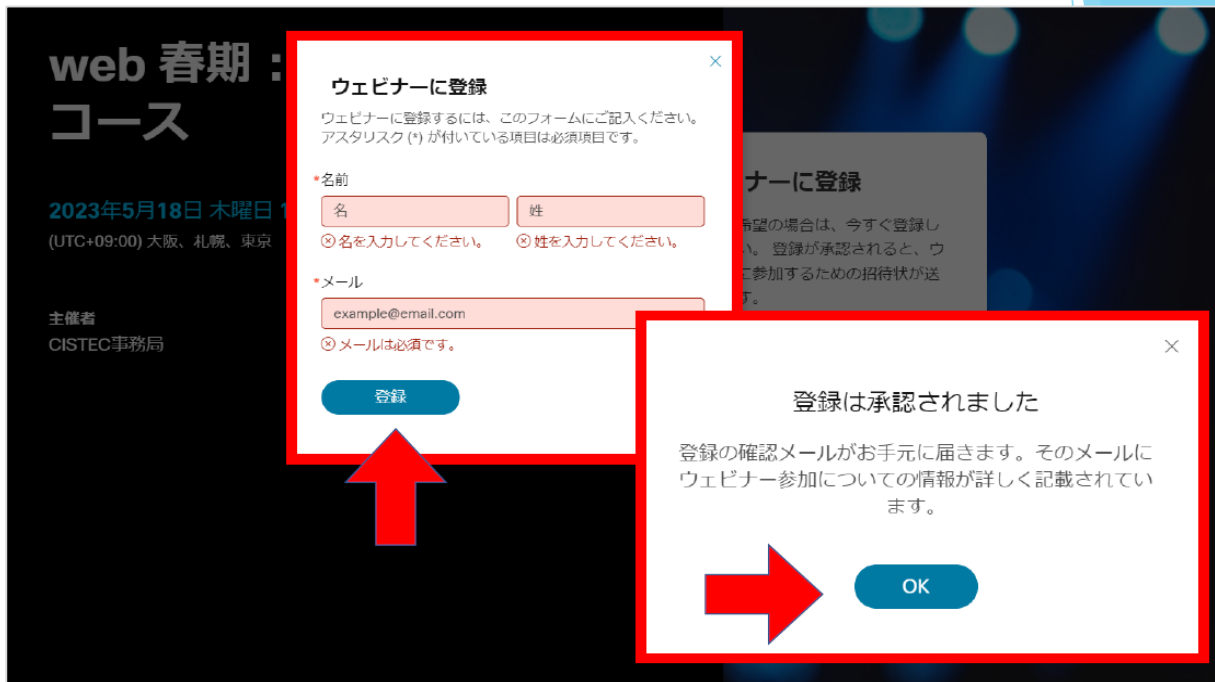 web 春期：
コース
2023年5月18日 木曜日 1
(UTC+09:00) 大阪、札幌、東京
主催者
CISTEC事務局
ウェビナーに登録
ウェビナーに登録するには、このフォームにご記入ください。
アスタリスク (*) が付いている項目は必須項目です。
*名前
名 姓
名を入力してください。 姓を入力してください。
*メール
example@email.com
メールは必須です。
登録
ナーに登録
希望の場合は、今すぐ登録し
い。 登録が承認されると、ウ
に参加するための招待状が送
す。
登録は承認されました
登録の確認メールがお手元に届きます。そのメールに
ウェビナー参加についての情報が詳しく記載されてい
ます。
OK